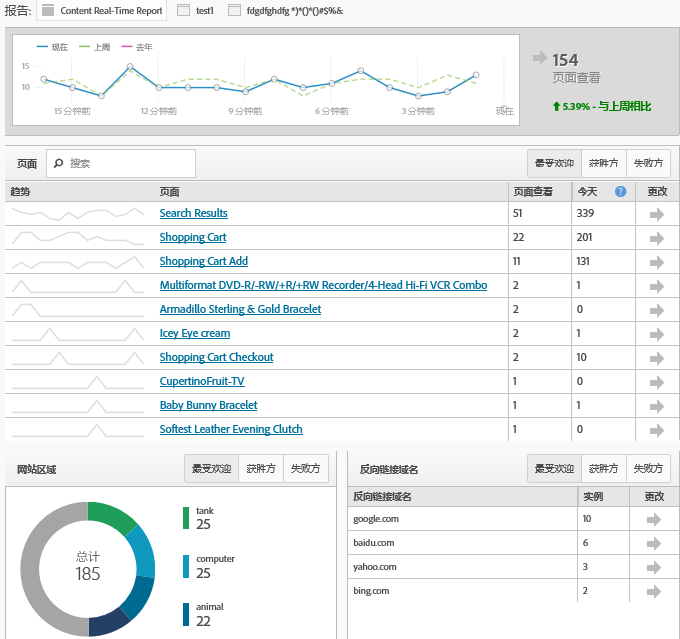 报告: Content Real-Time Report test1 fdgdfghdfg *)*()*()#$%&
现在 上周 去年
15
10
15 分钟前 12 分钟前 9 分钟前 6 分钟前 3 分钟前 现在
154
页面查看
5.39% - 与上周相比
页面 搜索 最受欢迎 获胜方 失败方
趋势 页面 页面查看 今天 ? 更改
Search Results 51 339
Shopping Cart 22 201
Shopping Cart Add 11 131
Multiformat DVD-R/-RW/+R/+RW Recorder/4-Head Hi-Fi VCR Combo 2 1
Armadillo Sterling & Gold Bracelet 2 0
Icey Eye cream 2 1
Shopping Cart Checkout 2 10
CupertinoFruit-TV 1 0
Baby Bunny Bracelet 1 1
Softest Leather Evening Clutch 1 0
网站区域 最受欢迎 获胜方 失败方
总计
185
tank
25
computer
25
animal
22
反向链接域名 最受欢迎 获胜方 失败方
反向链接域名 实例 更改
google.com 10
baidu.com 6
yahoo.com 3
bing.com 2